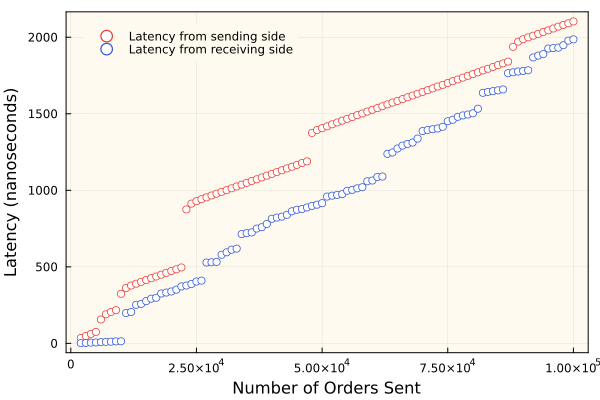 Latency (nanoseconds)
2000
1500
1000
500
0
Latency from sending side
Latency from receiving side
0
2.50×10⁴
5.00×10⁴
7.50×10⁴
1.00×10⁵
Number of Orders Sent